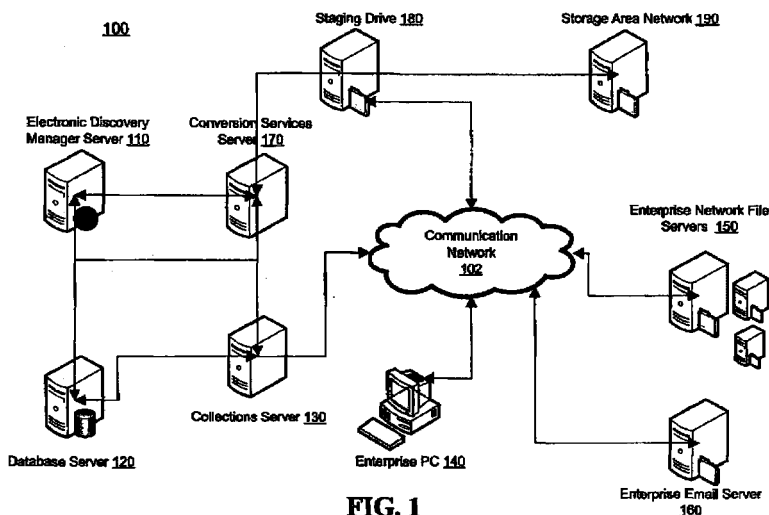 100
Staging Drive 180
Storage Area Network 190
Electronic Discovery
Manager Server 110
Conversion Services
Server 170
Communication
Network
102
Enterprise Network File
Servers 150
Database Server 120
Collections Server 130
Enterprise PC 140
Enterprise Email Server
160
FIG. 1